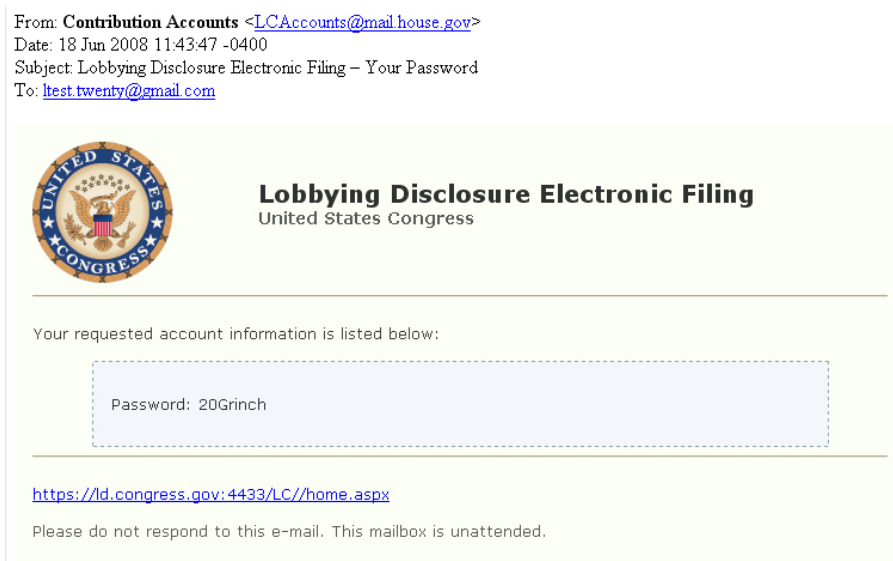 From: Contribution Accounts <LCAccounts@mail.house.gov>
Date: 18 Jun 2008 11:43:47 -0400
Subject: Lobbying Disclosure Electronic Filing – Your Password
To: ltest.twenty@gmail.com
UNITED STATES
CONGRESS
Lobbying Disclosure Electronic Filing
United States Congress
Your requested account information is listed below:
Password: 20Grinch
https://ld.congress.gov:4433/LC//home.aspx
Please do not respond to this e-mail. This mailbox is unattended.